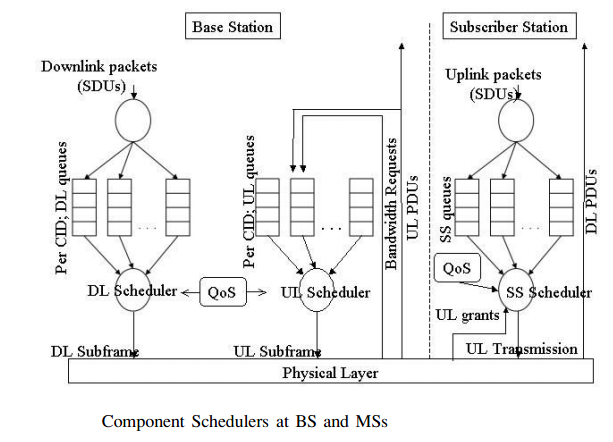 Base Station
Subscriber Station
Downlink packets
(SDUs)
Uplink packets
(SDUs)
Per CID; DL queues
. . .
Per CID; UL queues
. . .
Bandwidth Requests
UL PDUs
SS queues
. . .
DL PDUs
DL Scheduler
QoS
UL Scheduler
QoS
SS Scheduler
UL grants
DL Subframe
UL Subframe
UL Transmission
Physical Layer
Component Schedulers at BS and MSs